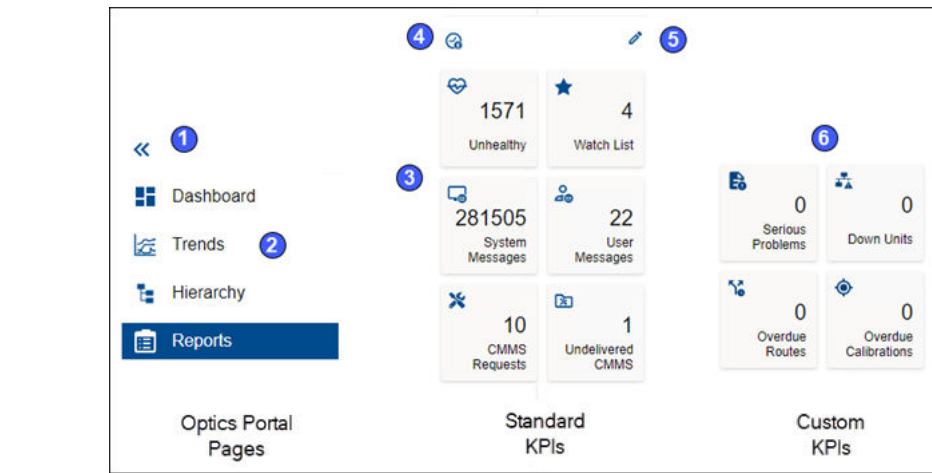 4
5
1571
Unhealthy
4
Watch List
1
6
3
Dashboard
281505
System
Messages
22
User
Messages
0
Serious
Problems
0
Down Units
Trends
2
Hierarchy
10
CMMS
Requests
1
Undelivered
CMMS
0
Overdue
Routes
0
Overdue
Calibrations
Reports
Optics Portal
Pages
Standard
KPIs
Custom
KPIs